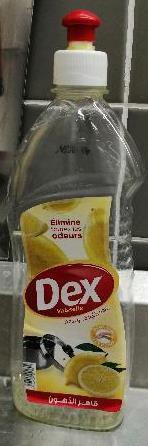 Elimine
toutes les
odeurs
Dex
Vaisselle
قاهر الدهون